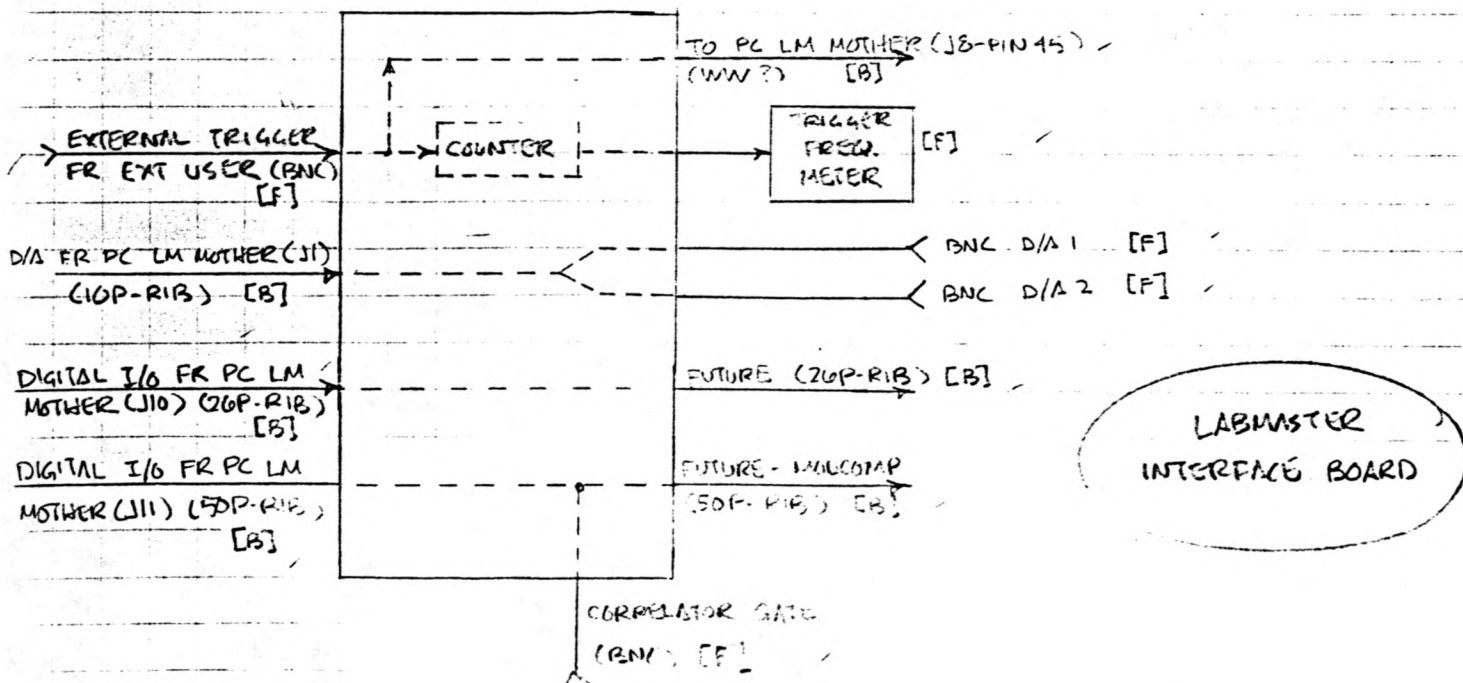 TO PC LM MOTHER (J8-PIN 45)
(WW ?) [B]
EXTERNAL TRIGGER
FR EXT USER (BNC)
[F]
COUNTER
TRIGGER
FREQ.
METER
[F]
D/A FR PC LM MOTHER (J1)
(10P-RIB) [B]
BNC D/A 1 [F]
BNC D/A 2 [F]
DIGITAL I/O FR PC LM
MOTHER (J10) (26P-RIB)
[B]
FUTURE (26P-RIB) [B]
DIGITAL I/O FR PC LM
MOTHER (J11) (50P-RIB)
[B]
FUTURE - MOLCOMP
(50P-RIB) [B]
CORRELATOR GATE
(BNC) [F]
LABMASTER
INTERFACE BOARD